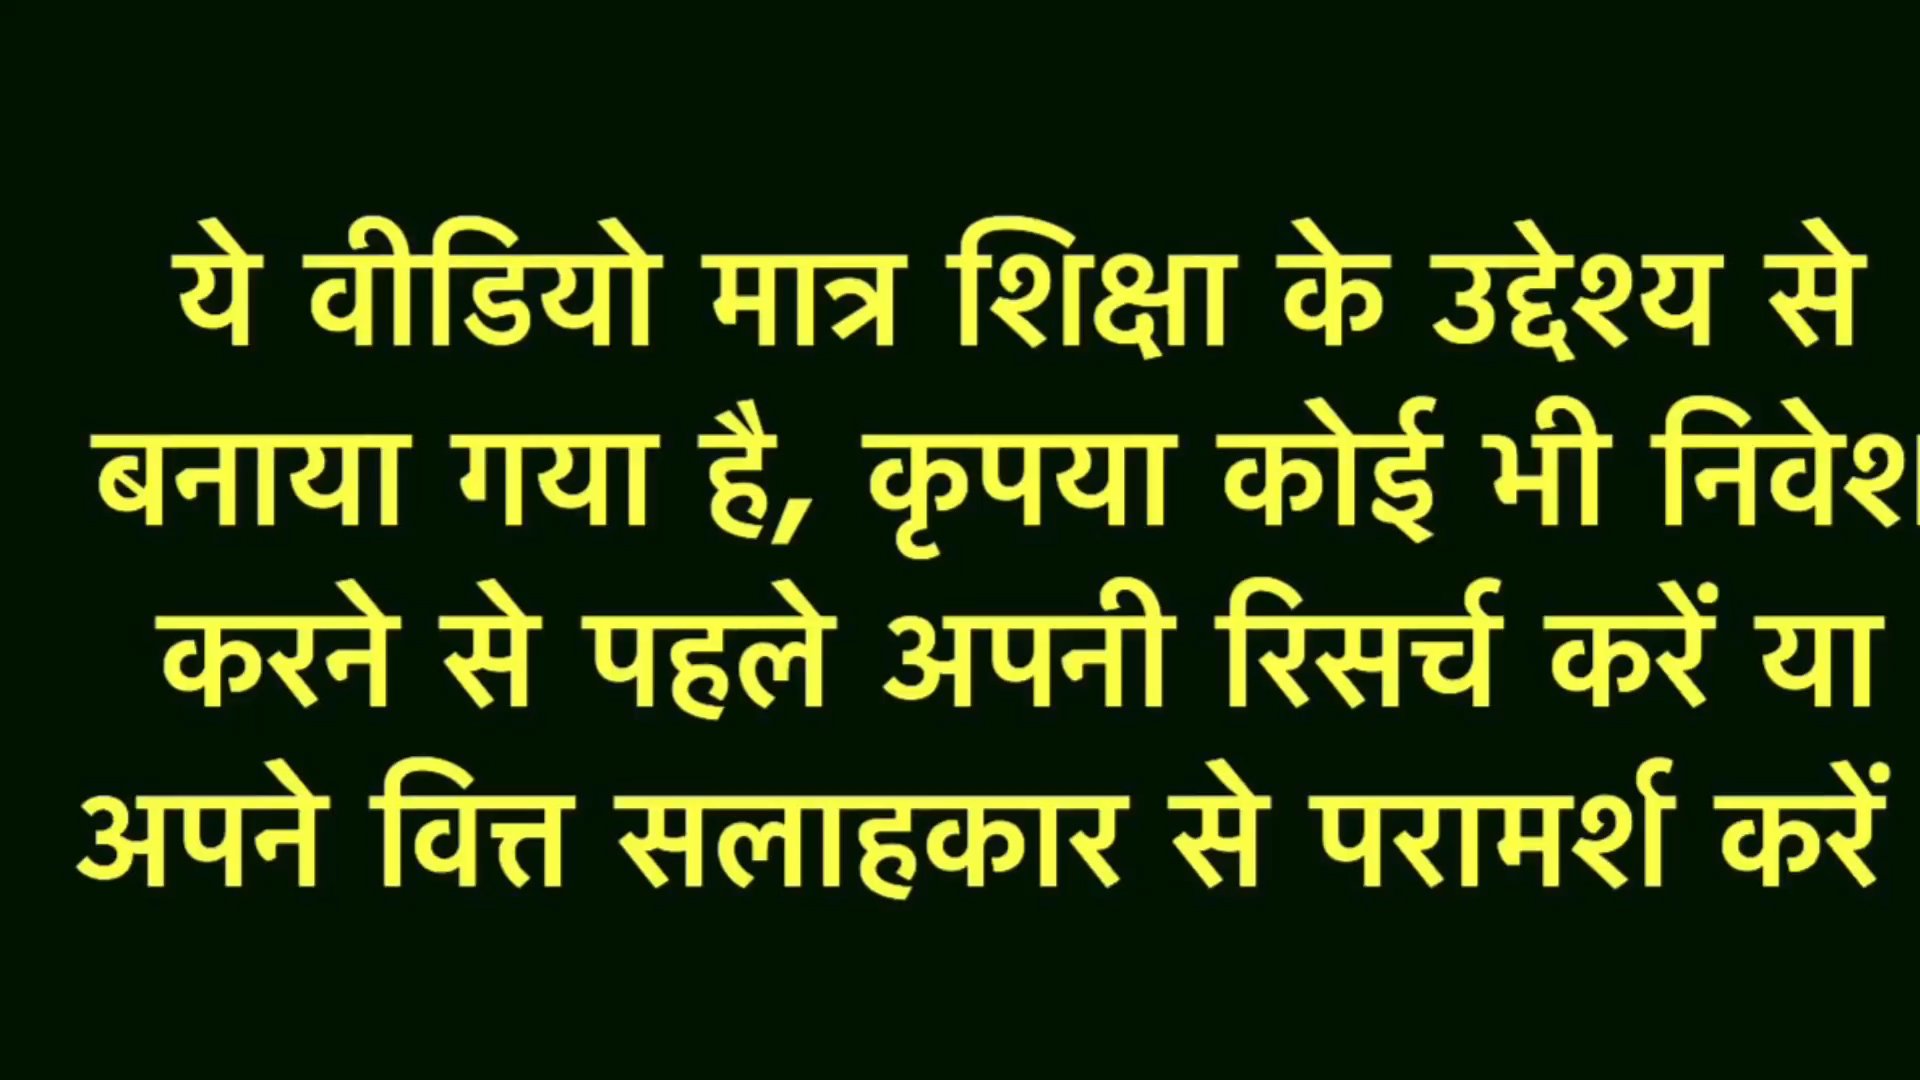 ये वीडियो मात्र शिक्षा के उद्देश्य से
बनाया गया है, कृपया कोई भी निवेश
करने से पहले अपनी रिसर्च करें या
अपने वित्त सलाहकार से परामर्श करें